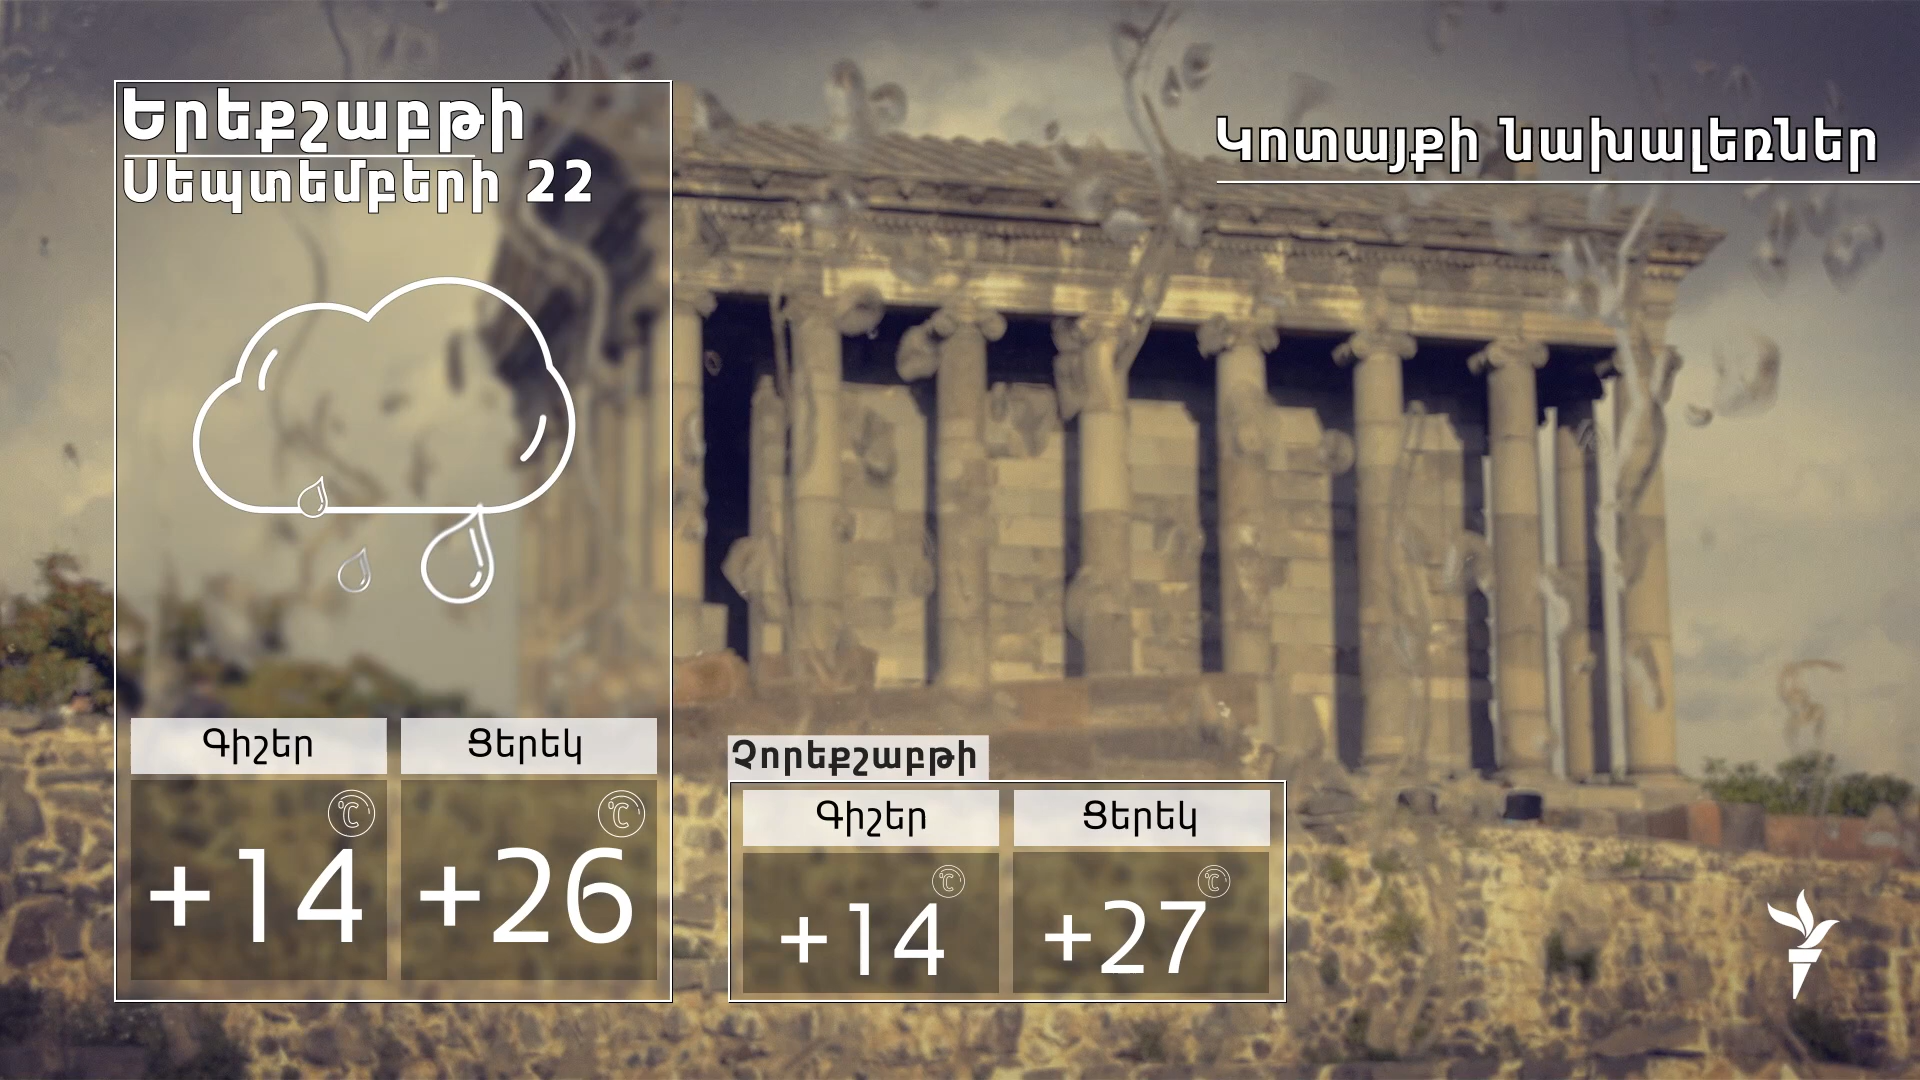 Երեքշաբթի
Սեպտեմբերի 22
Կոտայքի նախալեռներ
Գիշեր
Ցերեկ
°C
°C
+14
+26
Չորեքշաբթի
Գիշեր
Ցերեկ
°C
°C
+14
+27